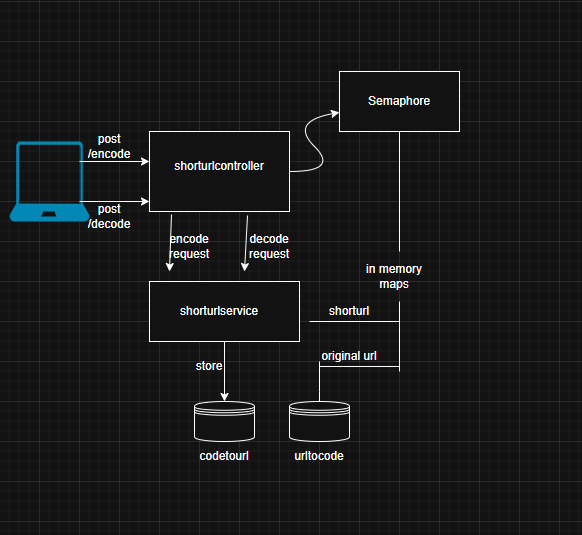 Semaphore
post
/encode
shorturlcontroller
post
/decode
encode
request
decode
request
in memory
maps
shorturlservice
shorturl
original url
store
codetourl
urltocode